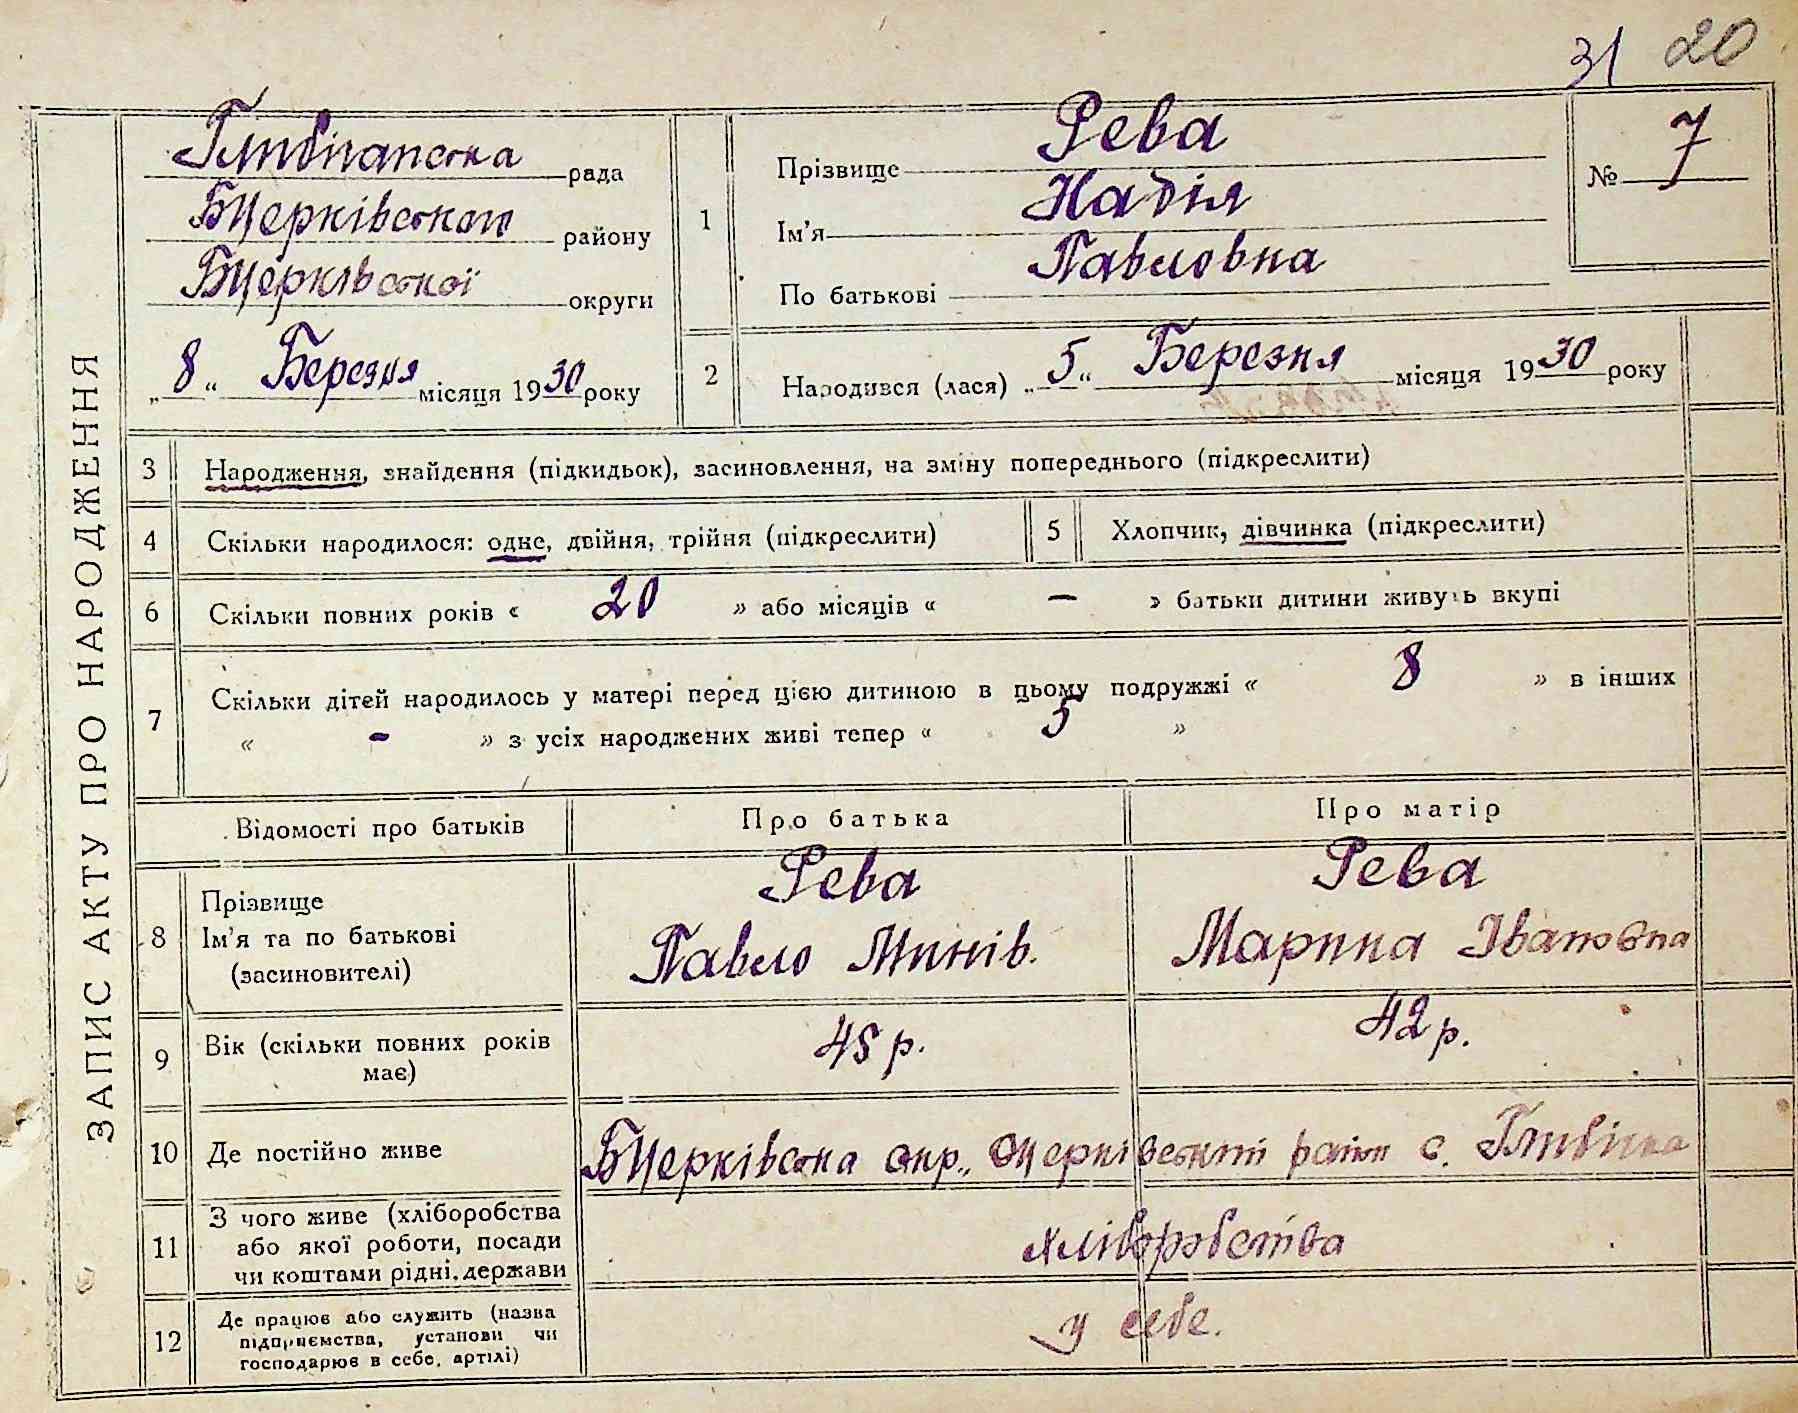 31 20
ЗАПИС АКТУ ПРО НАРОДЖЕННЯ
рада
БЦерківського району
БЦерківської округи
„8“ Березня місяця 1930 року
1
Прізвище Рева
Ім’я Надія
По батькові Павловна
№ 7
2
Народився (лася) „5“ Березня місяця 1930 року
3 Народження, знайдення (підкидьок), засиновлення, на зміну попереднього (підкреслити)
4 Скільки народилося: одне, двійня, трійня (підкреслити)
5 Хлопчик, дівчинка (підкреслити)
6 Скільки повних років « 20 » або місяців « – » батьки дитини живуть вкупі
7 Скільки дітей народилось у матері перед цією дитиною в цьому подружжі « 8 » в інших
« - » з усіх народжених живі тепер « 5 »
Відомості про батьків
Про батька
Про матір
8 Прізвище
Ім’я та по батькові
(засиновителі)
Рева
Павло Минів.
Рева
Марина Івановна
9 Вік (скільки повних років
має)
45 р.
42 р.
10 Де постійно живе
БЦерківська окр., район с.
11 З чого живе (хліборобства
або якої роботи, посади
чи коштами рідні, держави
хліборобства
12 Де працює або служить (назва
підприємства, установи чи
господарює в себе, артілі)
у себе.